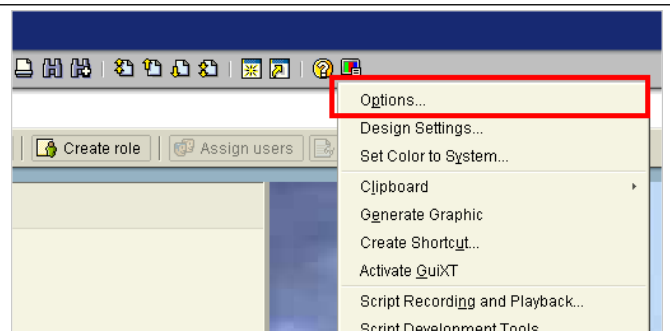 Options...
Design Settings...
Create role
Assign users
Set Color to System...
Clipboard
Generate Graphic
Create Shortcut...
Activate GuiXT
Script Recording and Playback...
Script Development Tools